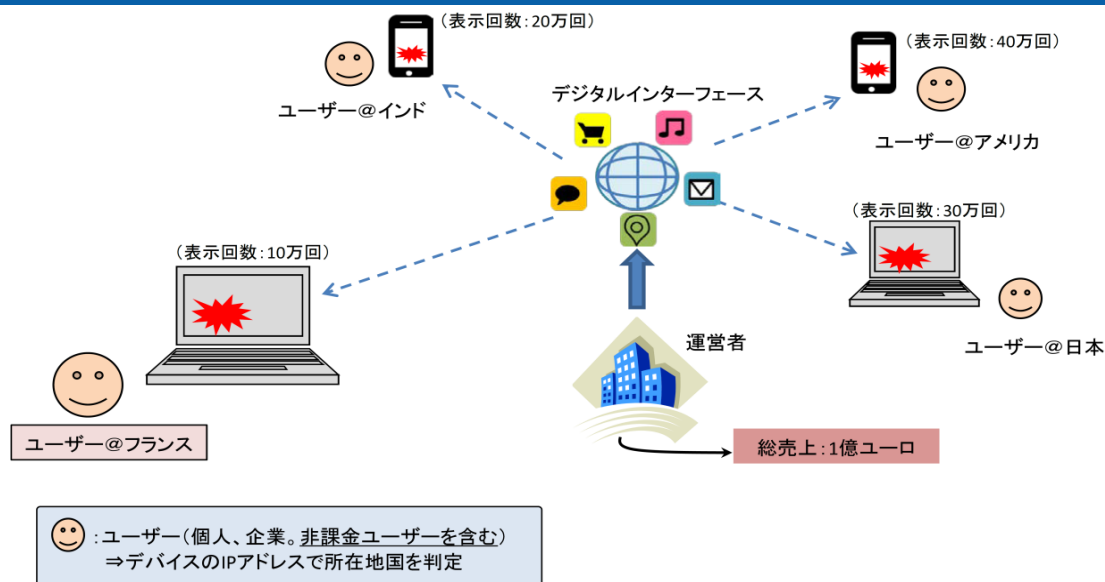 (表示回数:20万回)
ユーザー@インド
(表示回数:40万回)
ユーザー@アメリカ
デジタルインターフェース
(表示回数:10万回)
ユーザー@フランス
(表示回数:30万回)
ユーザー@日本
運営者
総売上:1億ユーロ
:ユーザー(個人、企業。非課金ユーザーを含む)
⇒デバイスのIPアドレスで所在地国を判定